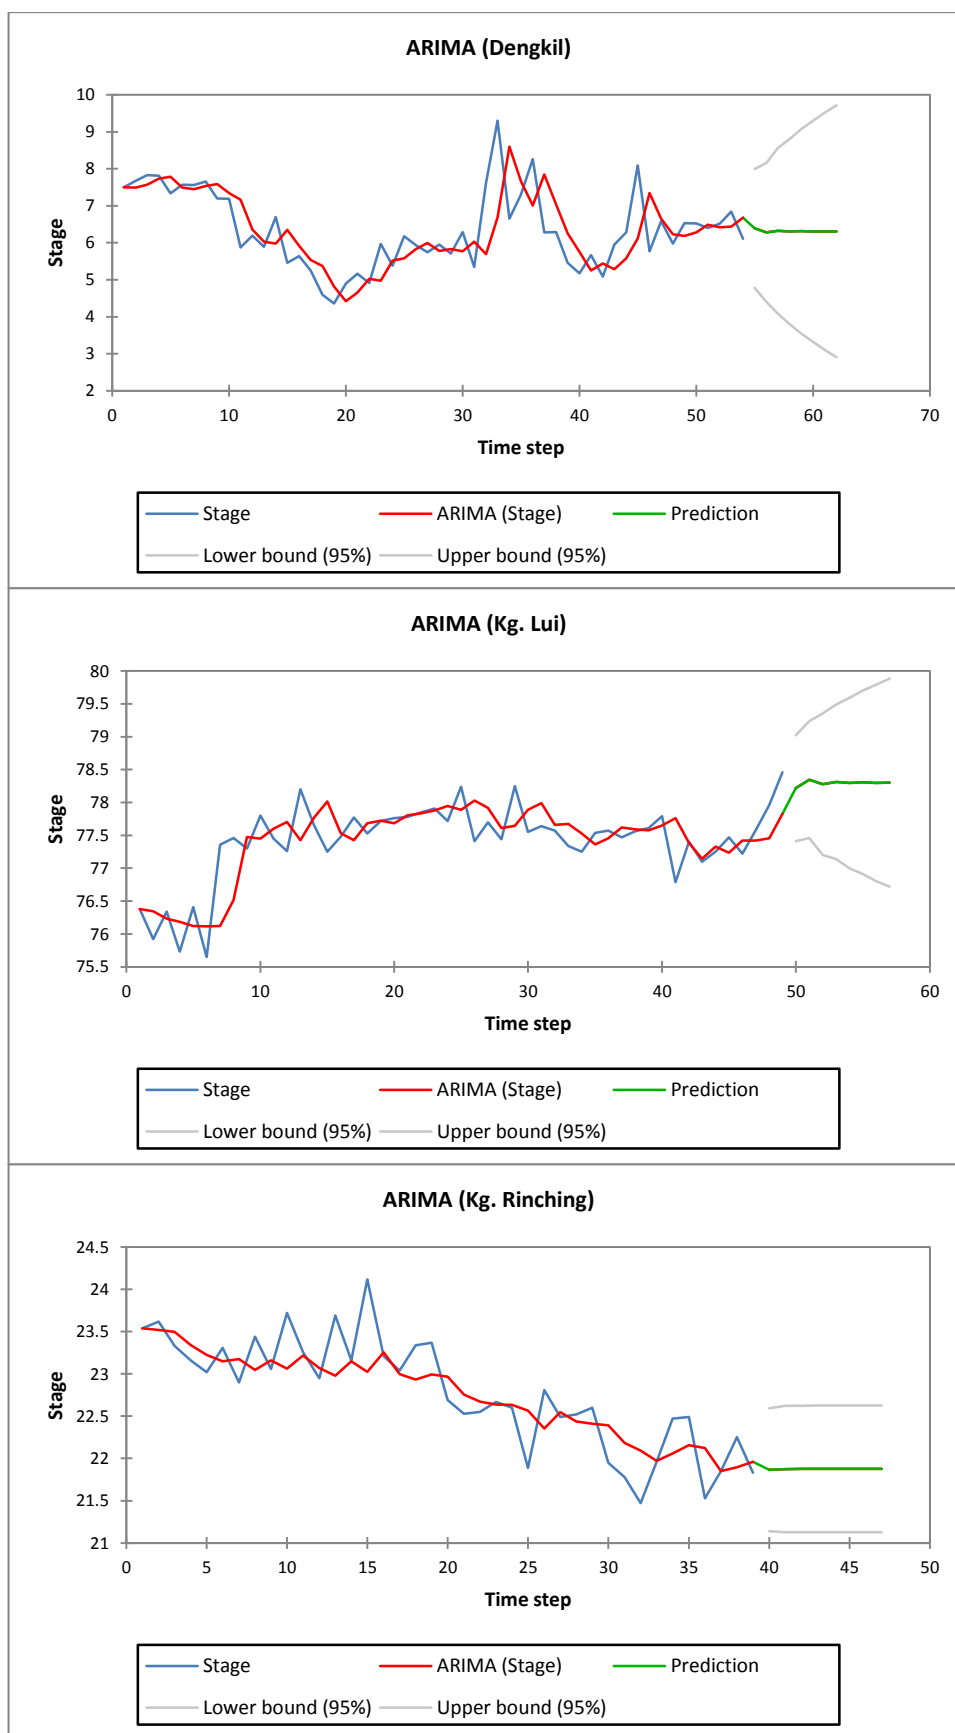 ARIMA (Dengkil)
10
9
8
7
6
5
4
3
2
Stage
0 10 20 30 40 50 60 70
Time step
Stage ARIMA (Stage) Prediction
Lower bound (95%) Upper bound (95%)
ARIMA (Kg. Lui)
80
79.5
79
78.5
78
77.5
77
76.5
76
75.5
Stage
0 10 20 30 40 50 60
Time step
Stage ARIMA (Stage) Prediction
Lower bound (95%) Upper bound (95%)
ARIMA (Kg. Rinching)
24.5
24
23.5
23
22.5
22
21.5
21
Stage
0 5 10 15 20 25 30 35 40 45 50
Time step
Stage ARIMA (Stage) Prediction
Lower bound (95%) Upper bound (95%)